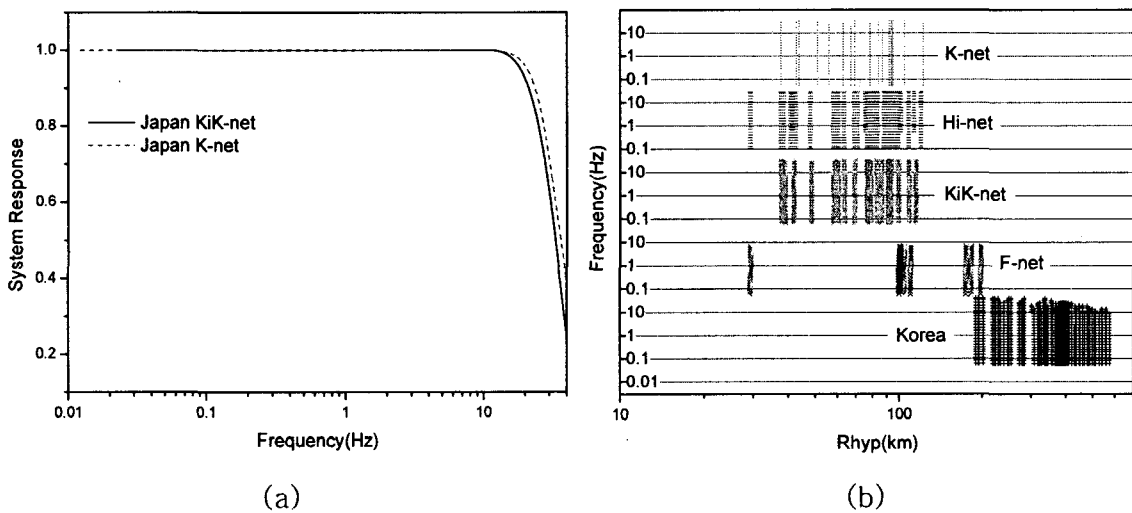 System Response
1.0
0.8
0.6
0.4
0.2
Japan KiK-net
Japan K-net
0.01
0.1
1
10
Frequency(Hz)
(a)
Frequency(Hz)
10
1
0.1
K-net
10
1
0.1
Hi-net
10
1
0.1
KiK-net
10
1
0.1
F-net
10
1
0.1
0.01
Korea
10
100
Rhyp(km)
(b)